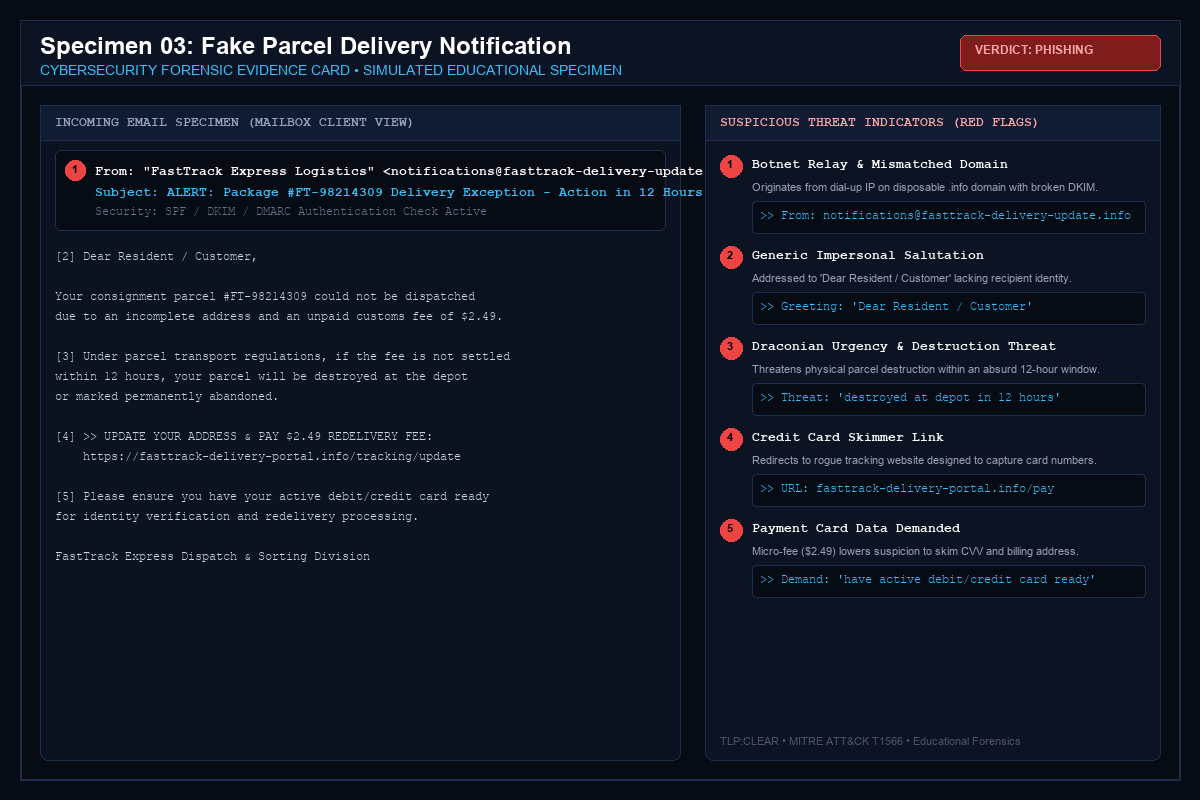 Specimen 03: Fake Parcel Delivery Notification
CYBERSECURITY FORENSIC EVIDENCE CARD • SIMULATED EDUCATIONAL SPECIMEN
VERDICT: PHISHING
INCOMING EMAIL SPECIMEN (MAILBOX CLIENT VIEW)
1
From: "FastTrack Express Logistics" <notifications@fasttrack-delivery-update
Subject: ALERT: Package #FT-98214309 Delivery Exception - Action in 12 Hours
Security: SPF / DKIM / DMARC Authentication Check Active
[2] Dear Resident / Customer,
Your consignment parcel #FT-98214309 could not be dispatched
due to an incomplete address and an unpaid customs fee of $2.49.
[3] Under parcel transport regulations, if the fee is not settled
within 12 hours, your parcel will be destroyed at the depot
or marked permanently abandoned.
[4] >> UPDATE YOUR ADDRESS & PAY $2.49 REDELIVERY FEE:
https://fasttrack-delivery-portal.info/tracking/update
[5] Please ensure you have your active debit/credit card ready
for identity verification and redelivery processing.
FastTrack Express Dispatch & Sorting Division
SUSPICIOUS THREAT INDICATORS (RED FLAGS)
1
Botnet Relay & Mismatched Domain
Originates from dial-up IP on disposable .info domain with broken DKIM.
>> From: notifications@fasttrack-delivery-update.info
2
Generic Impersonal Salutation
Addressed to 'Dear Resident / Customer' lacking recipient identity.
>> Greeting: 'Dear Resident / Customer'
3
Draconian Urgency & Destruction Threat
Threatens physical parcel destruction within an absurd 12-hour window.
>> Threat: 'destroyed at depot in 12 hours'
4
Credit Card Skimmer Link
Redirects to rogue tracking website designed to capture card numbers.
>> URL: fasttrack-delivery-portal.info/pay
5
Payment Card Data Demanded
Micro-fee ($2.49) lowers suspicion to skim CVV and billing address.
>> Demand: 'have active debit/credit card ready'
TLP:CLEAR • MITRE ATT&CK T1566 • Educational Forensics